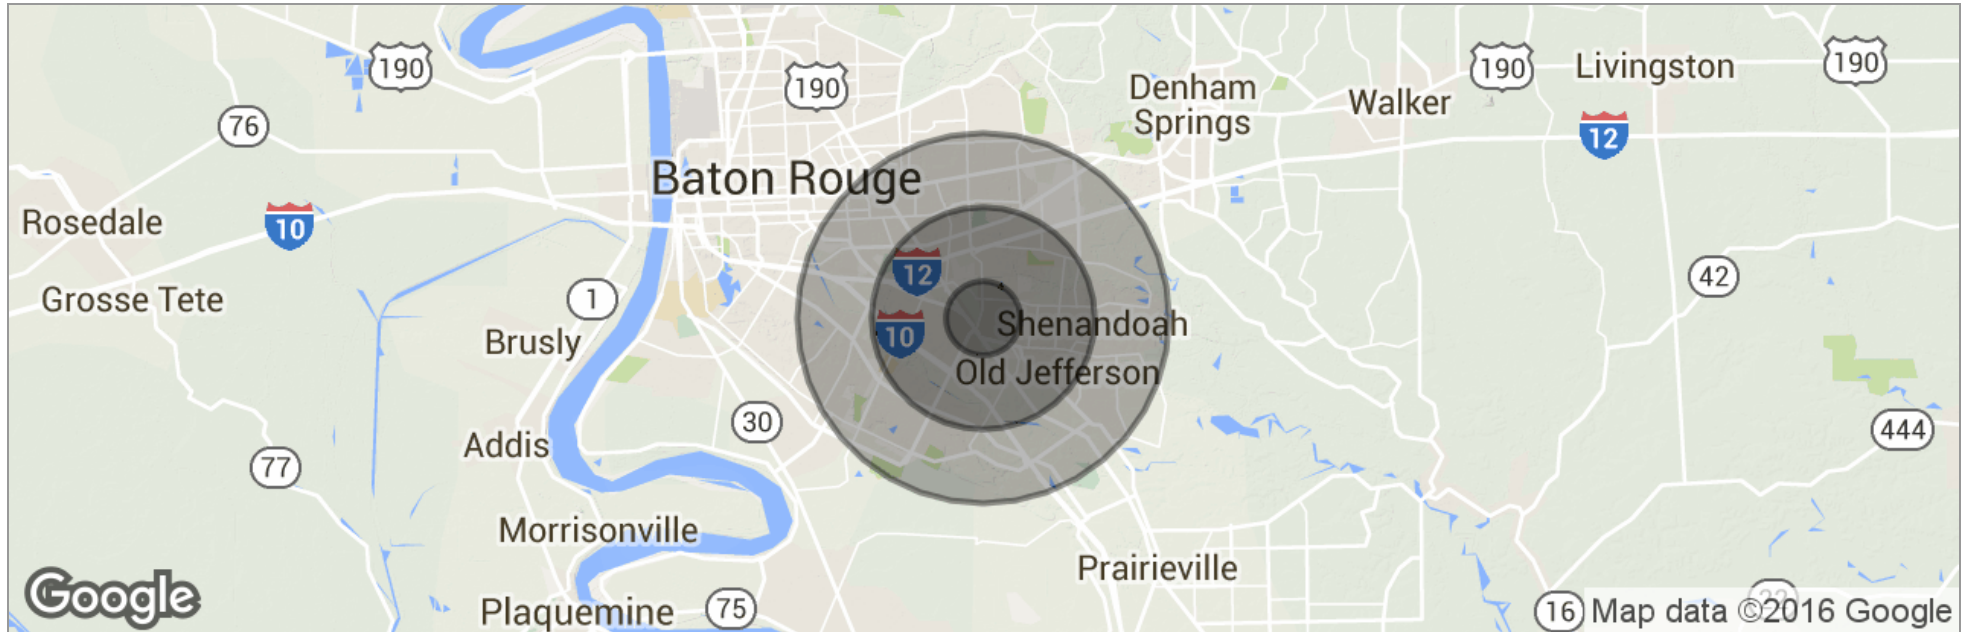 190
190
Denham
Springs
Walker
190
Livingston
190
76
12
Baton Rouge
Rosedale
10
12
42
Grosse Tete
1
Shenandoah
10
Brusly
Old Jefferson
30
444
Addis
77
Morrisonville
Prairieville
Google
Plaquemine
75
16
22
Map data ©2016 Google